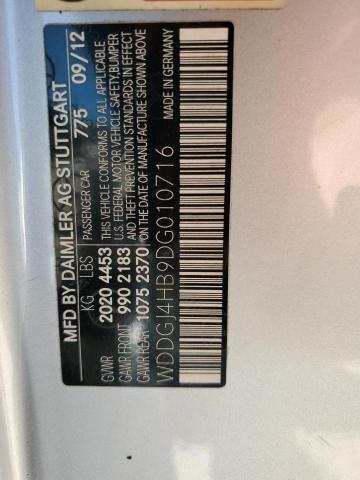 MFD BY DAIMLER AG-STUTTGART
PASSENGER CAR 775 09/12
KG LBS
GVWR 2020 4453
GAWR FRONT 990 2183
GAWR REAR 1075 2370
THIS VEHICLE CONFORMS TO ALL APPLICABLE
U.S. FEDERAL MOTOR VEHICLE SAFETY,BUMPER
AND THEFT PREVENTION STANDARDS IN EFFECT
ON THE DATE OF MANUFACTURE SHOWN ABOVE
WDDGJ4HB9DG010716
MADE IN GERMANY